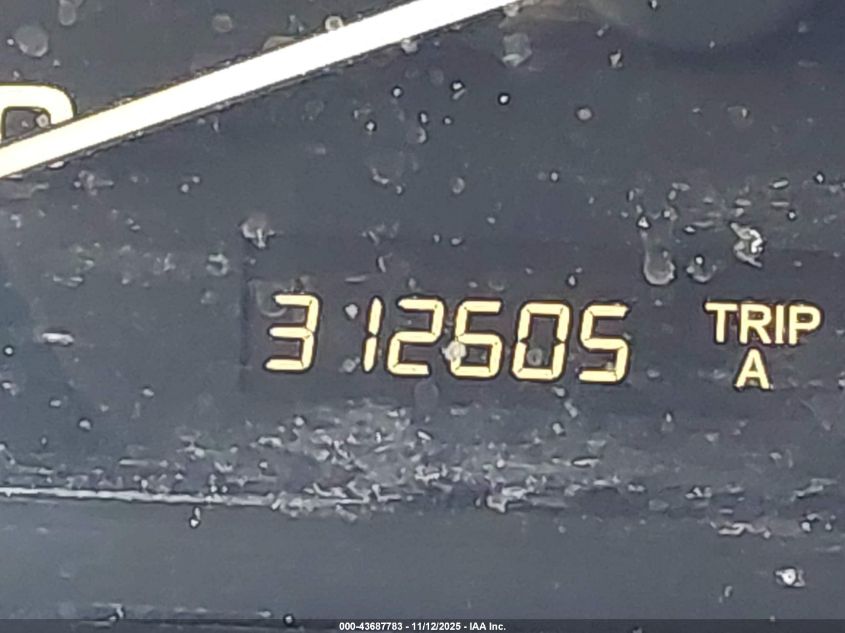 312605 TRIP
A
000-43687783 - 11/12/2025 - IAA Inc.